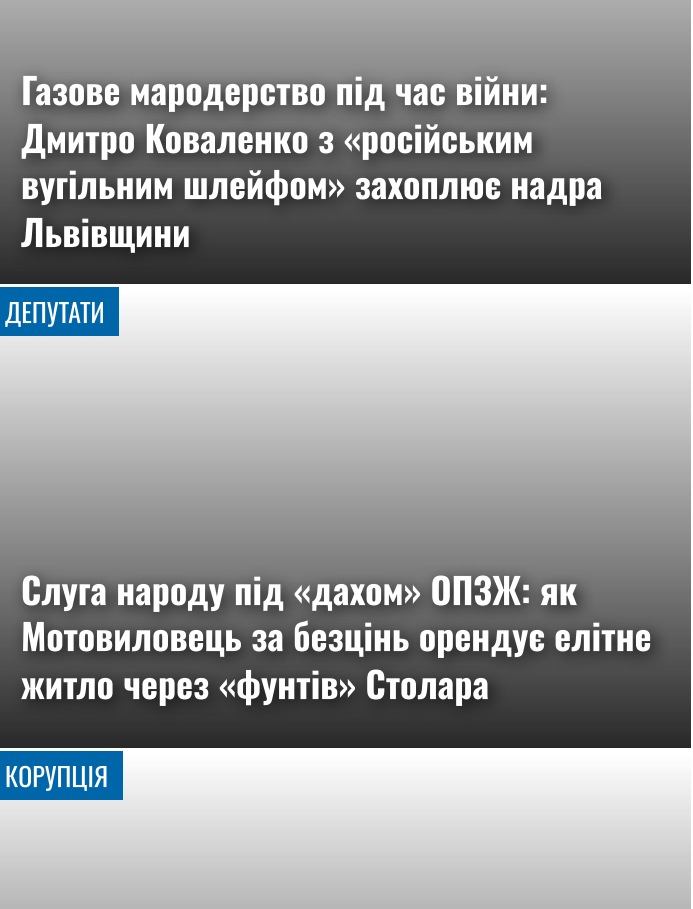 Газове мародерство під час війни:
Дмитро Коваленко з «російським
вугільним шлейфом» захоплює надра
Львівщини
ДЕПУТАТИ
Слуга народу під «дахом» ОПЗЖ: як
Мотовиловець за безцінь орендує елітне
житло через «фунтів» Столара
КОРУПЦІЯ